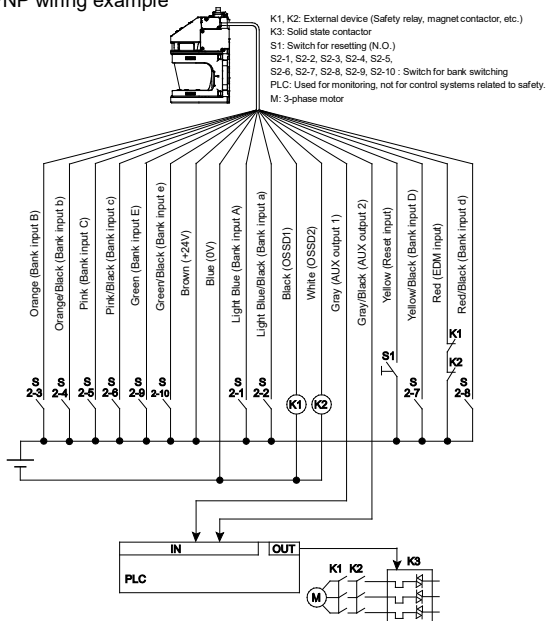 NP wiring example
K1, K2: External device (Safety relay, magnet contactor, etc.)
K3: Solid state contactor
S1: Switch for resetting (N.O.)
S2-1, S2-2, S2-3, S2-4, S2-5,
S2-6, S2-7, S2-8, S2-9, S2-10 : Switch for bank switching
PLC: Used for monitoring, not for control systems related to safety.
M: 3-phase motor
Orange (Bank input B)
Orange/Black (Bank input b)
Pink (Bank input C)
Pink/Black (Bank input c)
Green (Bank input E)
Green/Black (Bank input e)
Brown (+24V)
Blue (0V)
Light Blue (Bank input A)
Light Blue/Black (Bank input a)
Black (OSSD1)
White (OSSD2)
Gray (AUX output 1)
Gray/Black (AUX output 2)
Yellow (Reset input)
Yellow/Black (Bank input D)
Red (EDM input)
Red/Black (Bank input d)
S
2-3
S
2-4
S
2-5
S
2-6
S
2-9
S
2-10
S
2-1
S
2-2
K1
K2
S1
S
2-7
K1
K2
S
2-8
IN
OUT
PLC
K1 K2
K3
M